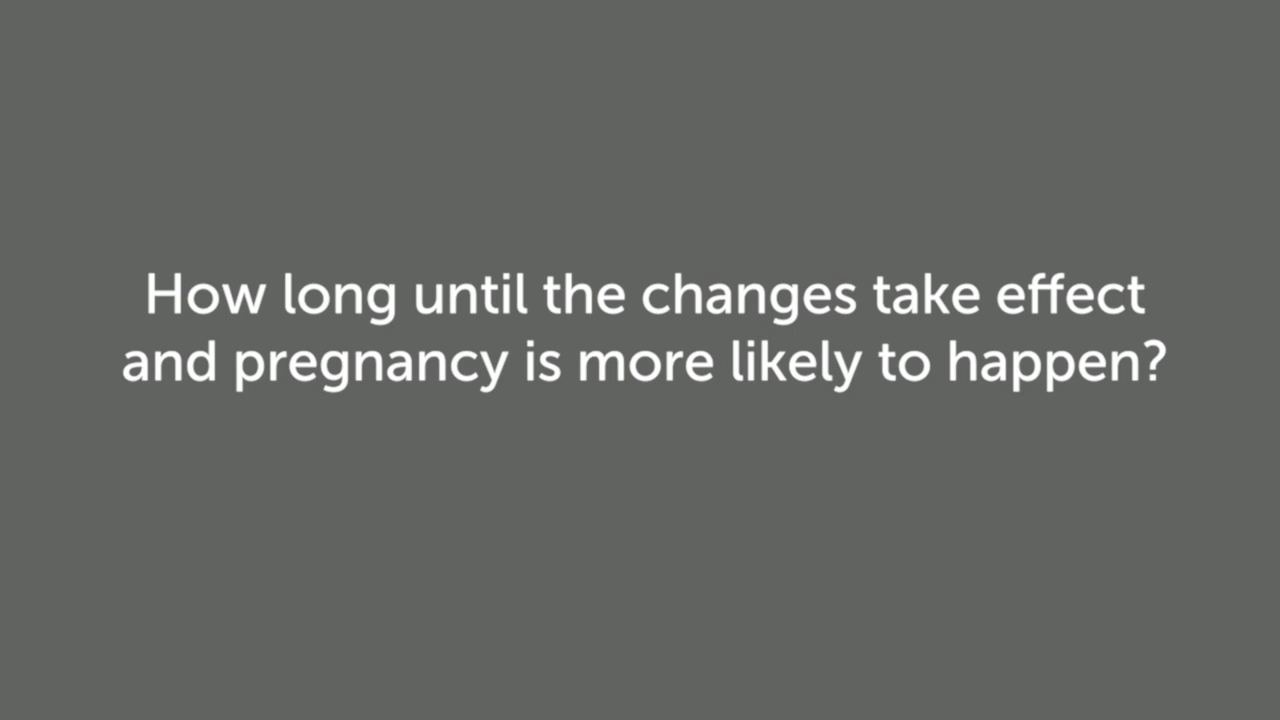 How long until the changes take effect
and pregnancy is more likely to happen?